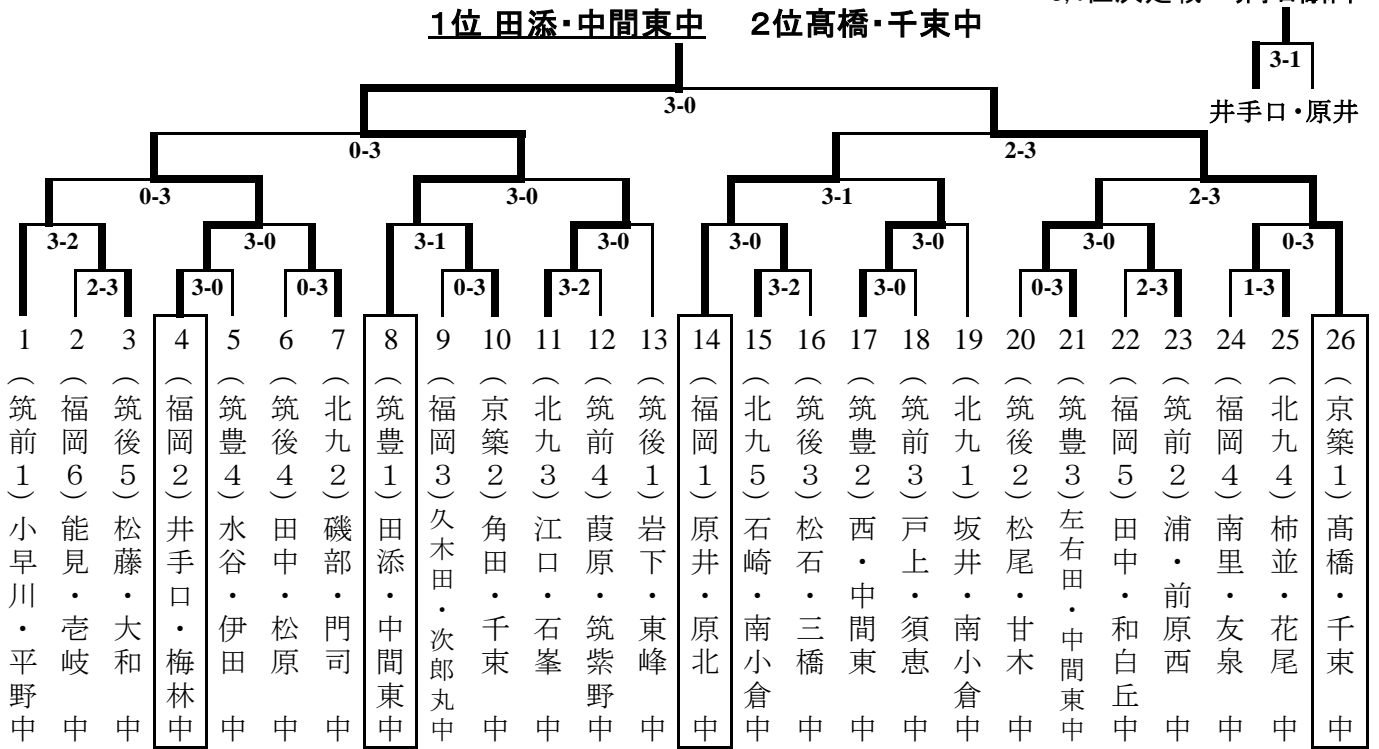 1位 田添・中間東中　2位髙橋・千束中
3-1
井手口・原井
3-0
0-3 2-3
0-3 3-0 3-1 2-3
3-2 3-0 3-1 3-0 3-0 3-0 3-0 0-3
2-3 3-0 0-3 0-3 3-2 3-2 3-0 0-3 2-3 1-3
1 2 3 4 5 6 7 8 9 10 11 12 13 14 15 16 17 18 19 20 21 22 23 24 25 26
（筑前１）小早川・平野中
（福岡６）能見・壱岐中
（筑後５）松藤・大和中
（福岡２）井手口・梅林中
（筑豊４）水谷・伊田中
（筑後４）田中・松原中
（北九２）磯部・門司中
（筑豊１）田添・中間東中
（福岡３）久木田・次郎丸中
（京築２）角田・千束中
（北九３）江口・石峯中
（筑前４）葭原・筑紫野中
（筑後１）岩下・東峰中
（福岡１）原井・原北中
（北九５）石崎・南小倉中
（筑後３）松石・三橋中
（筑豊２）西・中間東中
（筑前３）戸上・須恵中
（北九１）坂井・南小倉中
（筑後２）松尾・甘木中
（筑豊３）左右田・中間東中
（福岡５）田中・和白丘中
（筑前２）浦・前原西中
（福岡４）南里・友泉中
（北九４）柿並・花尾中
（京築１）髙橋・千束中